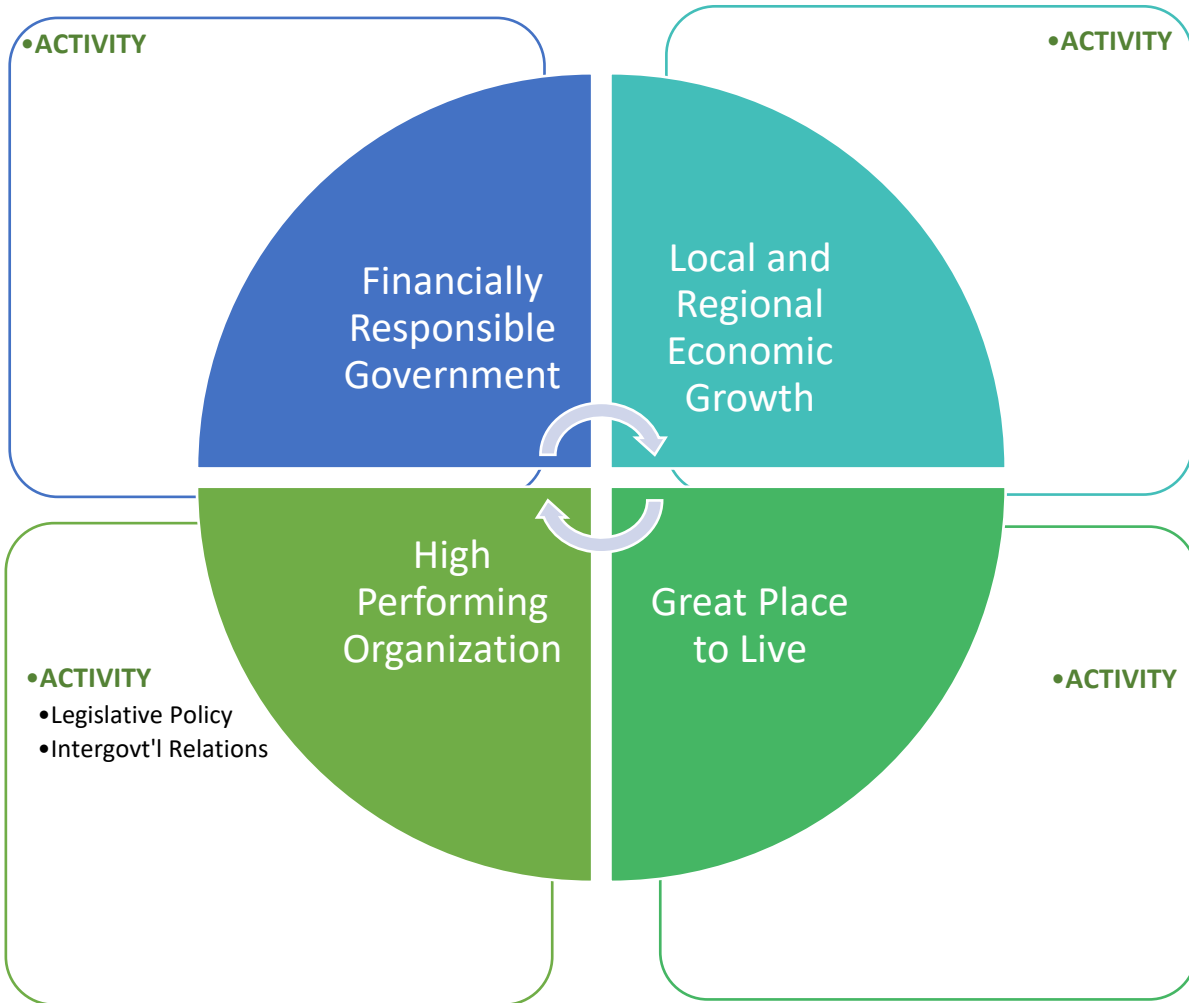 •ACTIVITY
•ACTIVITY
Financially
Responsible
Government
Local and
Regional
Economic
Growth
High
Performing
Organization
Great Place
to Live
•ACTIVITY
•Legislative Policy
•Intergovt'l Relations
•ACTIVITY